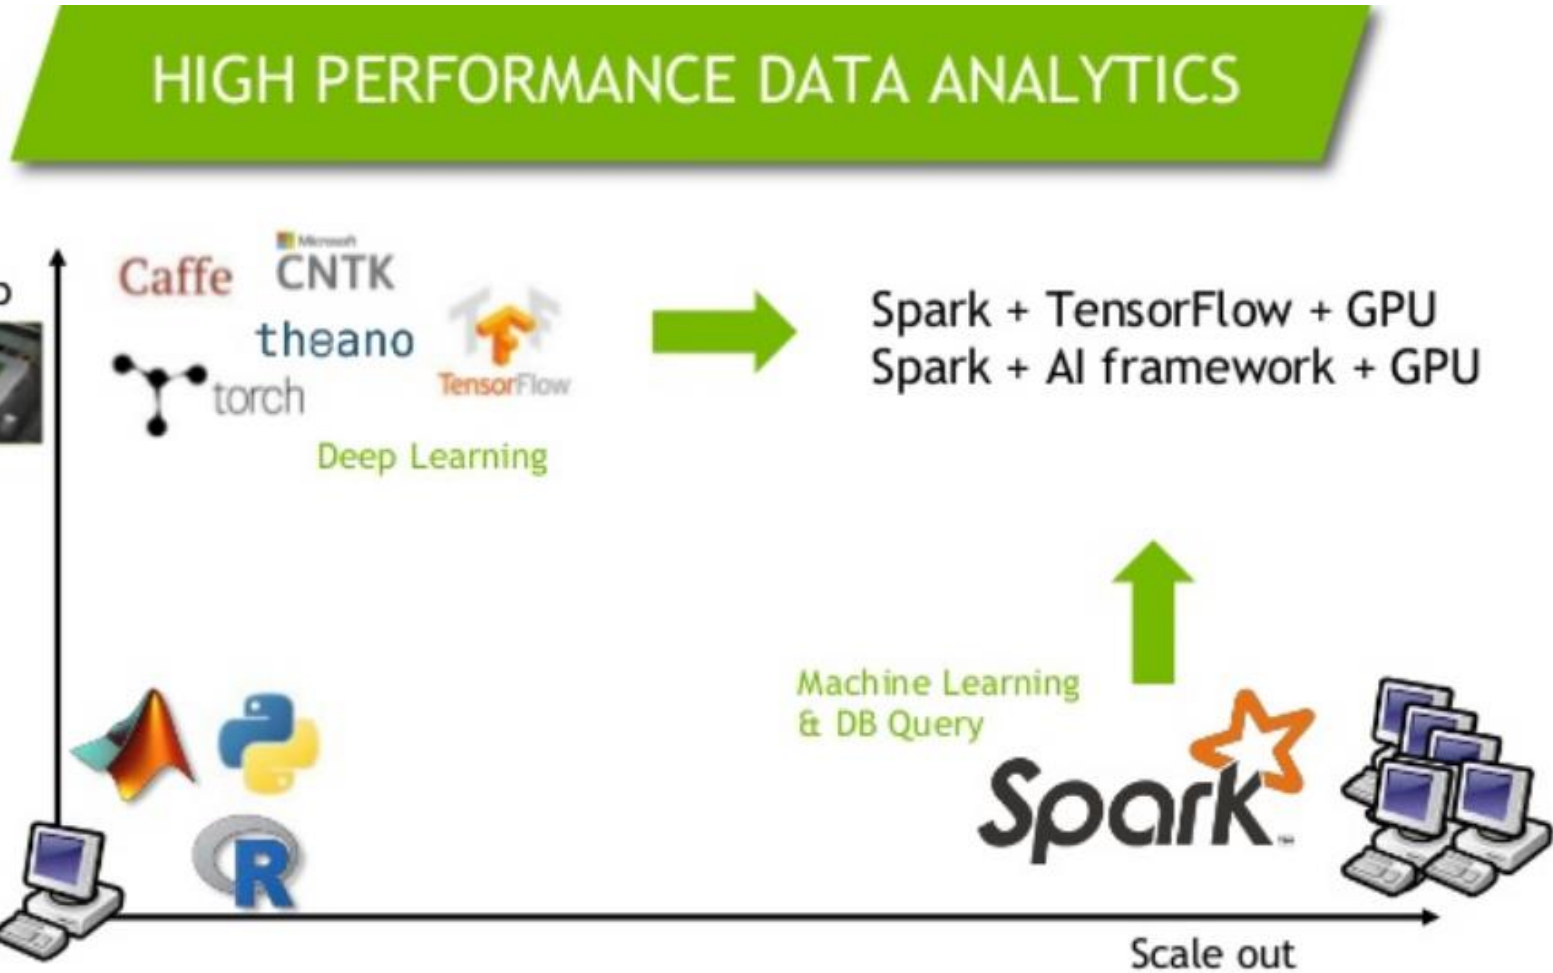 HIGH PERFORMANCE DATA ANALYTICS
p
Caffe
Microsoft
CNTK
theano
torch
TensorFlow
Deep Learning
Spark + TensorFlow + GPU
Spark + AI framework + GPU
Machine Learning
& DB Query
Spark™
R
Scale out